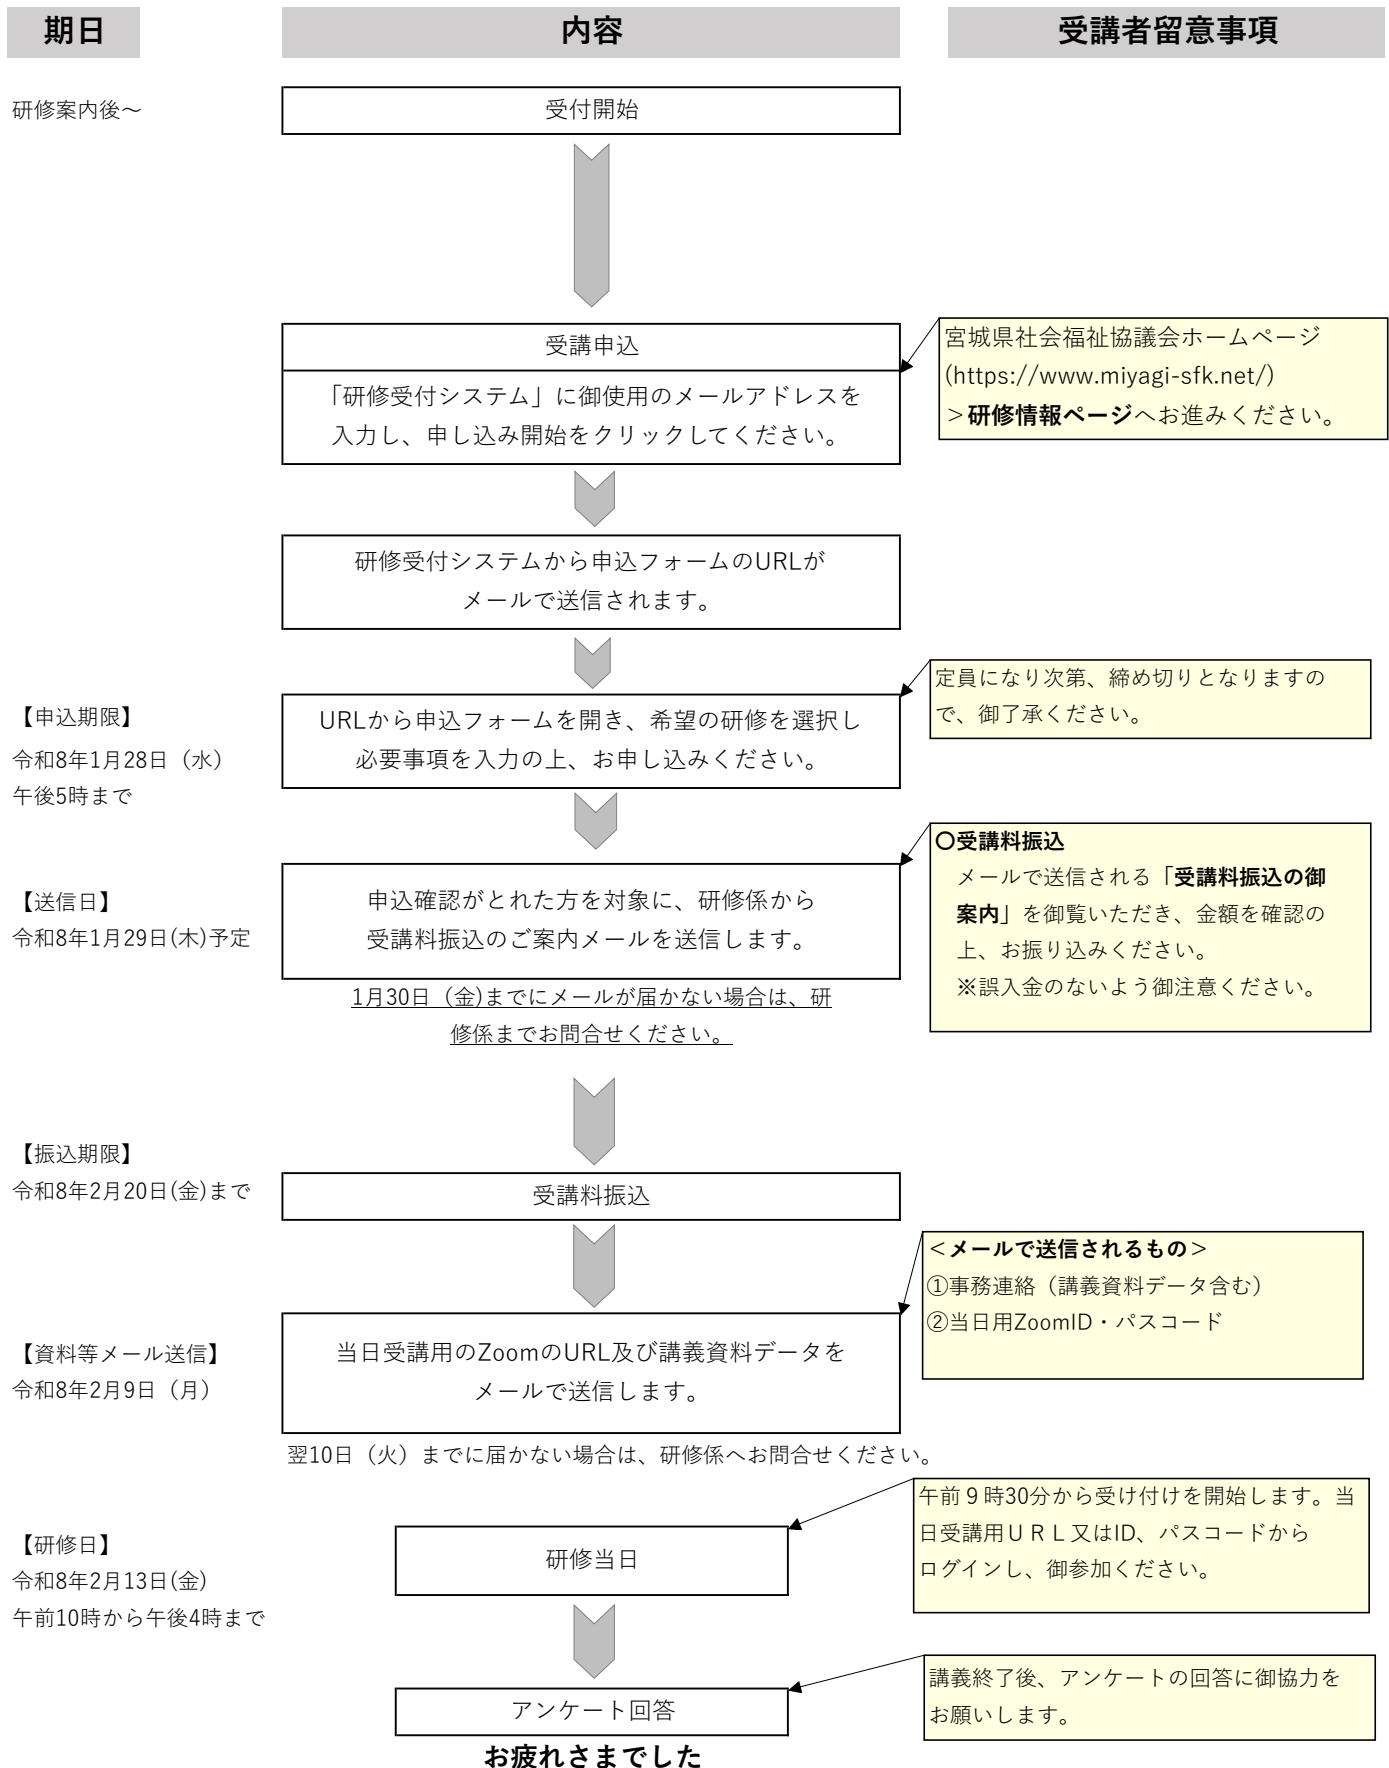 期日
内容
受講者留意事項
研修案内後～
受付開始
受講申込
「研修受付システム」に御使用のメールアドレスを
入力し、申し込み開始をクリックしてください。
宮城県社会福祉協議会ホームページ
(https://www.miyagi-sfk.net/)
＞研修情報ページへお進みください。
研修受付システムから申込フォームのURLが
メールで送信されます。
【申込期限】
令和8年1月28日（水）
午後5時まで
URLから申込フォームを開き、希望の研修を選択し
必要事項を入力の上、お申し込みください。
定員になり次第、締め切りとなりますの
で、御了承ください。
【送信日】
令和8年1月29日(木)予定
申込確認がとれた方を対象に、研修係から
受講料振込のご案内メールを送信します。
1月30日（金)までにメールが届かない場合は、研
修係までお問合せください。
〇受講料振込
メールで送信される「受講料振込の御
案内」を御覧いただき、金額を確認の
上、お振り込みください。
※誤入金のないよう御注意ください。
【振込期限】
令和8年2月20日(金)まで
受講料振込
【資料等メール送信】
令和8年2月9日（月）
当日受講用のZoomのURL及び講義資料データを
メールで送信します。
翌10日（火）までに届かない場合は、研修係へお問合せください。
＜メールで送信されるもの＞
①事務連絡（講義資料データ含む）
②当日用ZoomID・パスコード
【研修日】
令和8年2月13日(金)
午前10時から午後4時まで
研修当日
午前９時30分から受け付けを開始します。当
日受講用ＵＲＬ又はID、パスコードから
ログインし、御参加ください。
アンケート回答
講義終了後、アンケートの回答に御協力を
お願いします。
お疲れさまでした